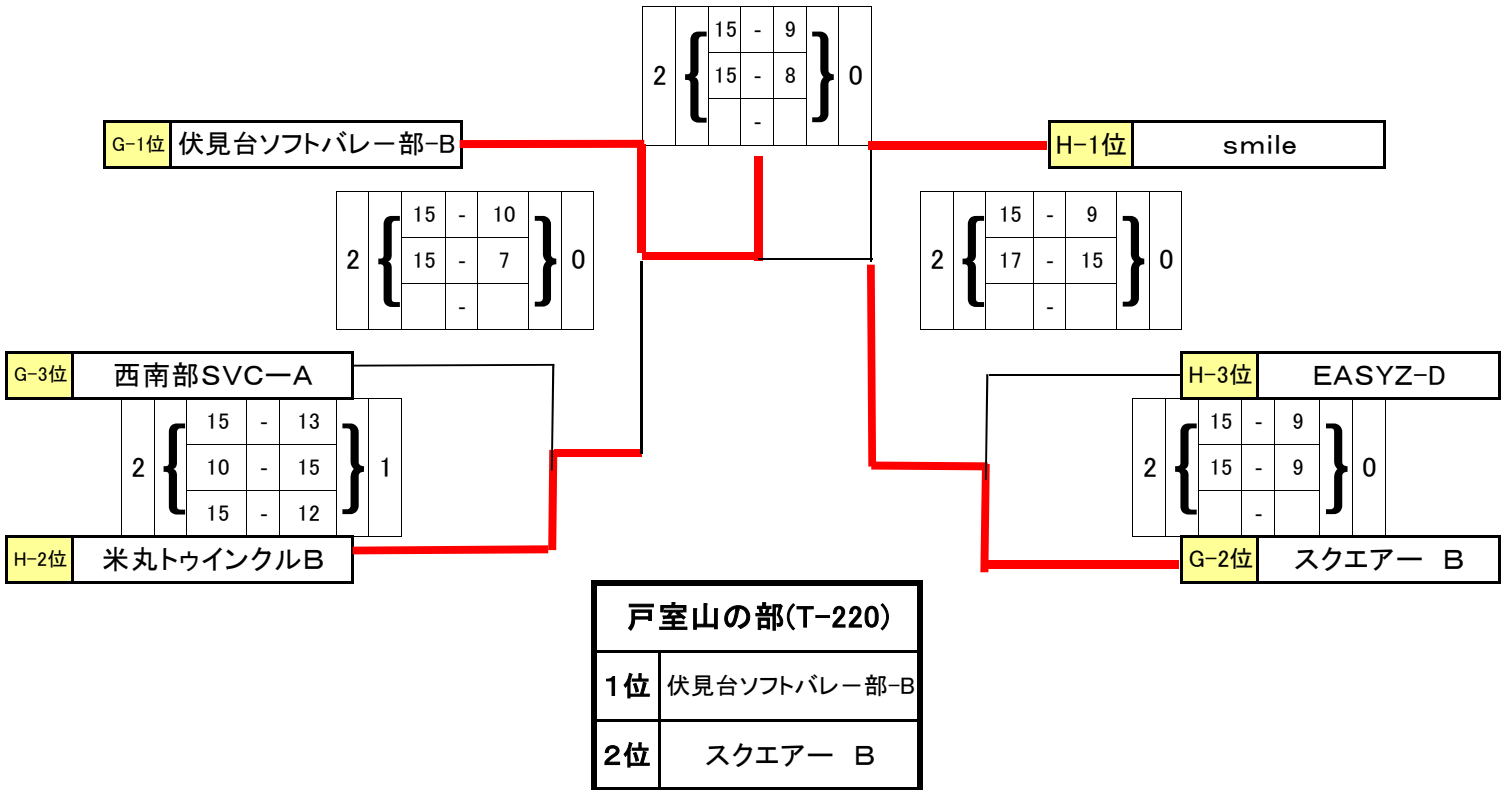 15 - 9
2 { 15 - 8 } 0
-
G-1位 伏見台ソフトバレー部-B
H-1位 smile
15 - 10
2 { 15 - 7 } 0
-
15 - 9
2 { 17 - 15 } 0
-
G-3位 西南部SVCーA
15 - 13
2 { 10 - 15 } 1
15 - 12
H-2位 米丸トゥインクルB
H-3位 EASYZ-D
15 - 9
2 { 15 - 9 } 0
-
G-2位 スクエアー B
戸室山の部(T-220)
1位 伏見台ソフトバレー部-B
2位 スクエアー B